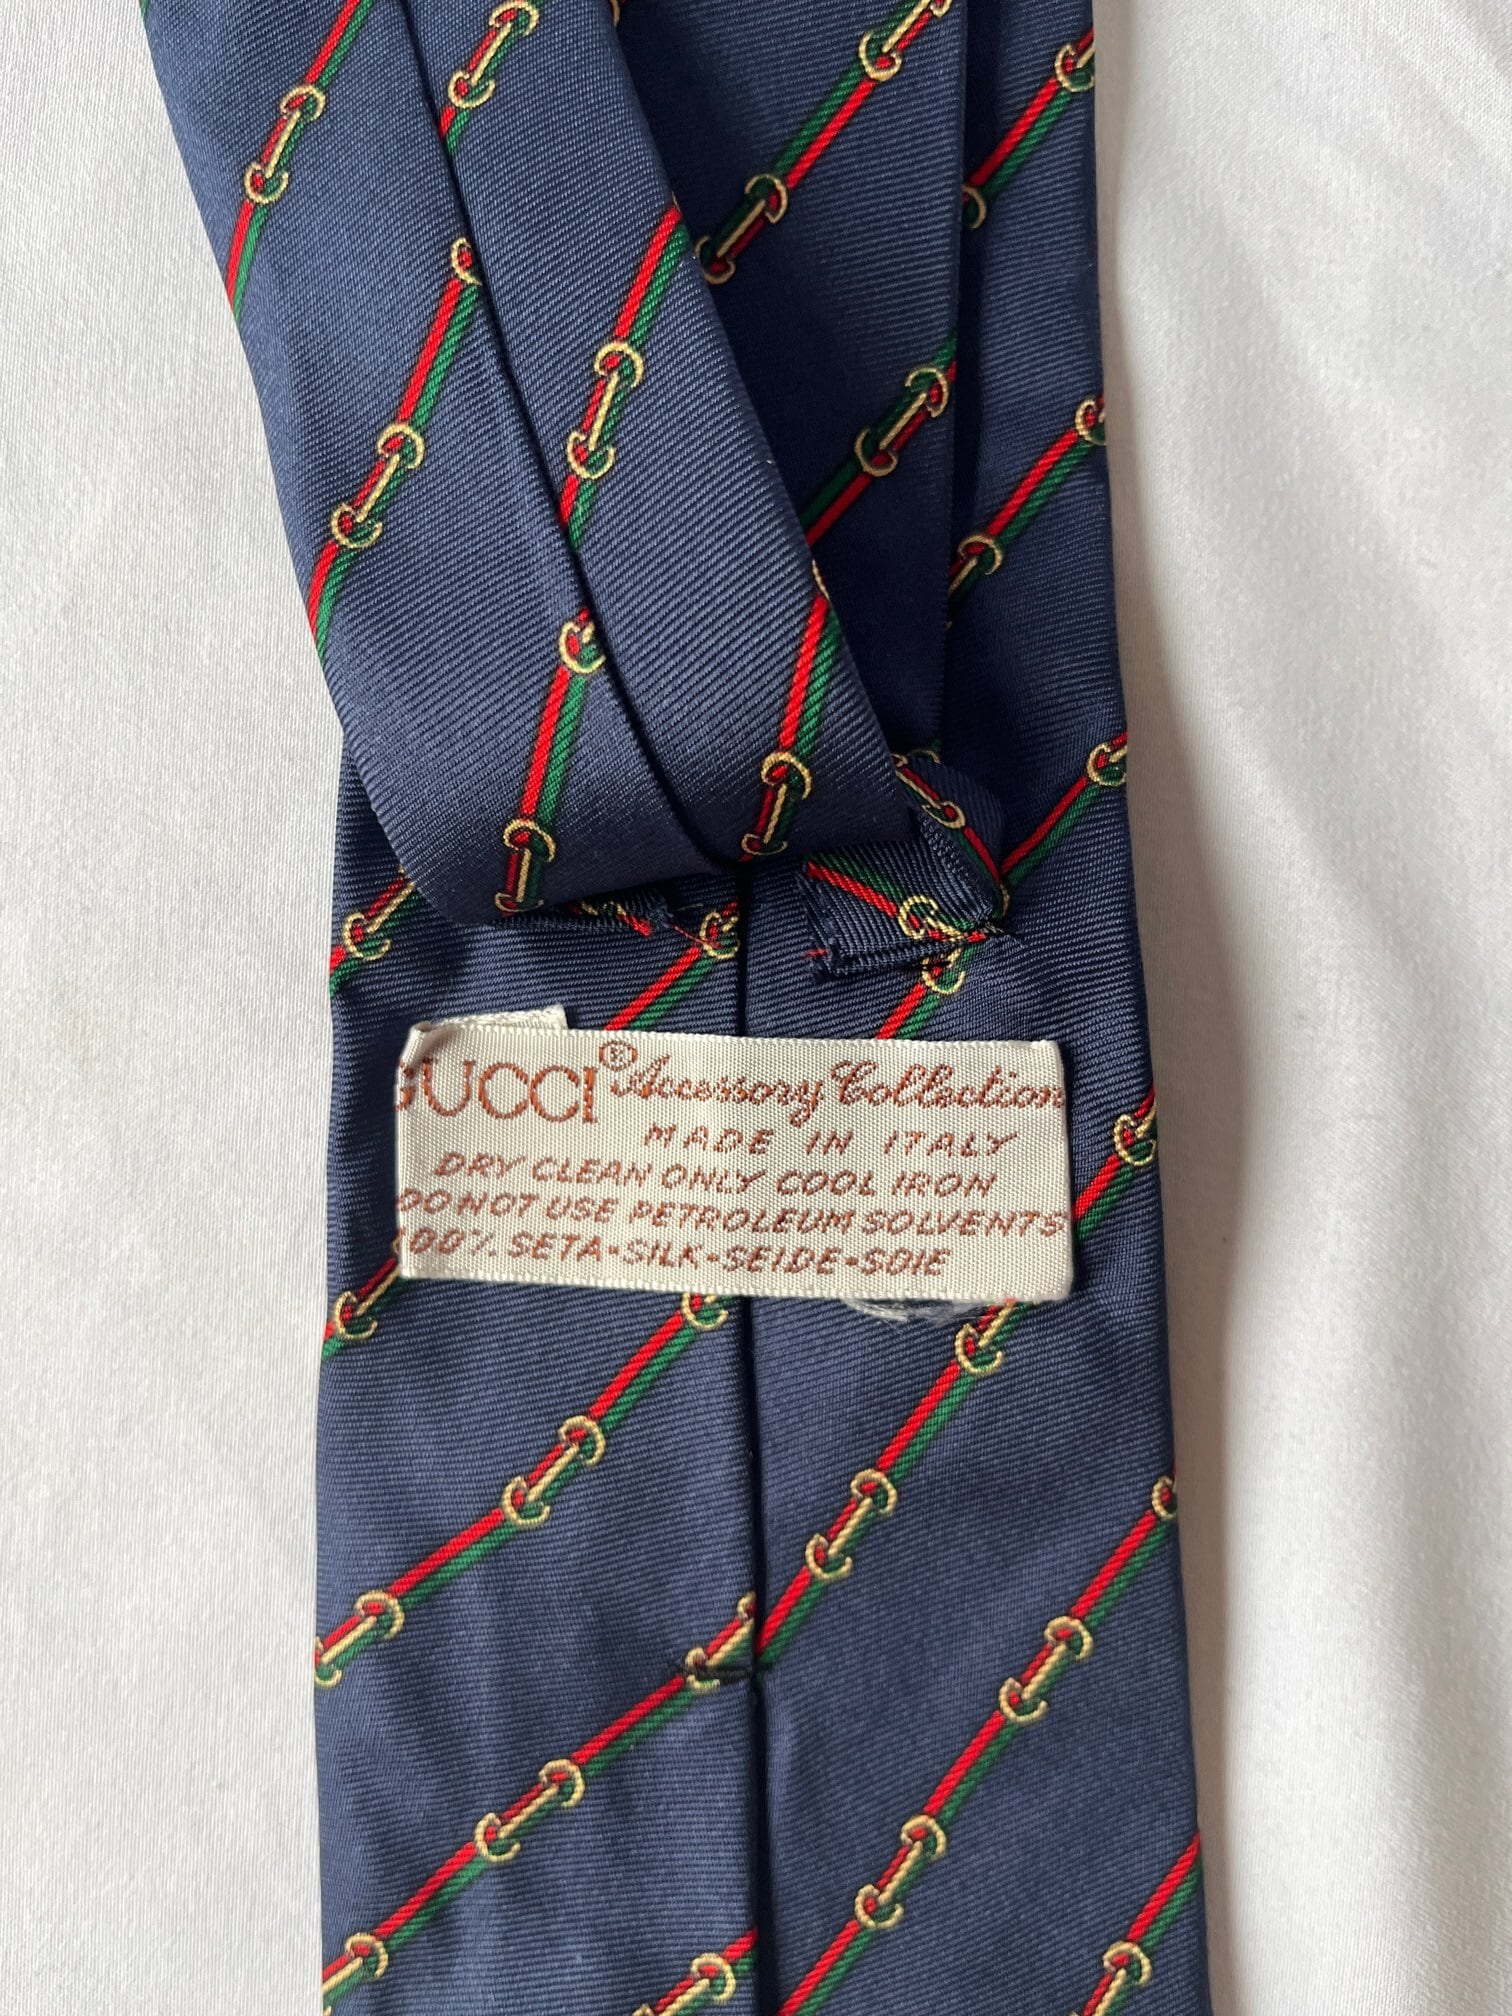 GUCCI® Accessory Collection
MADE IN ITALY
DRY CLEAN ONLY COOL IRON
DO NOT USE PETROLEUM SOLVENTS
100% SETA-SILK-SEIDE-SOIE